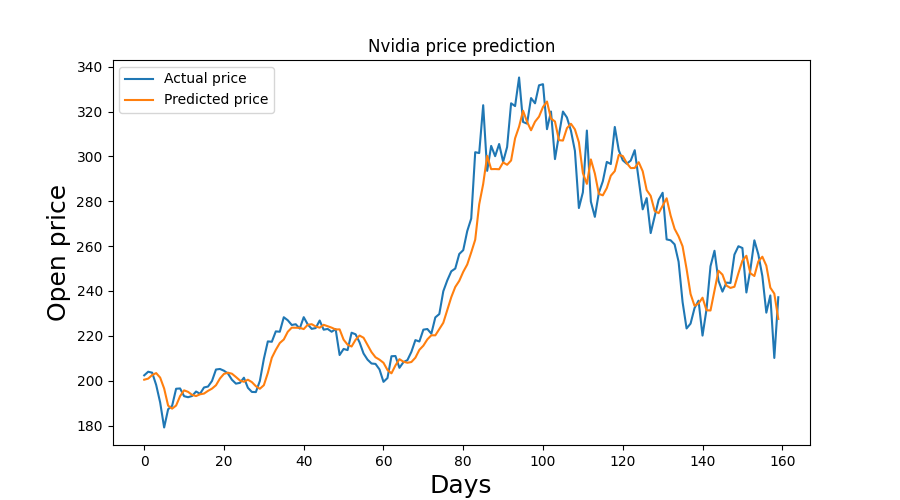 Nvidia price prediction
Actual price
Predicted price
Open price
340
320
300
280
260
240
220
200
180
0 20 40 60 80 100 120 140 160
Days